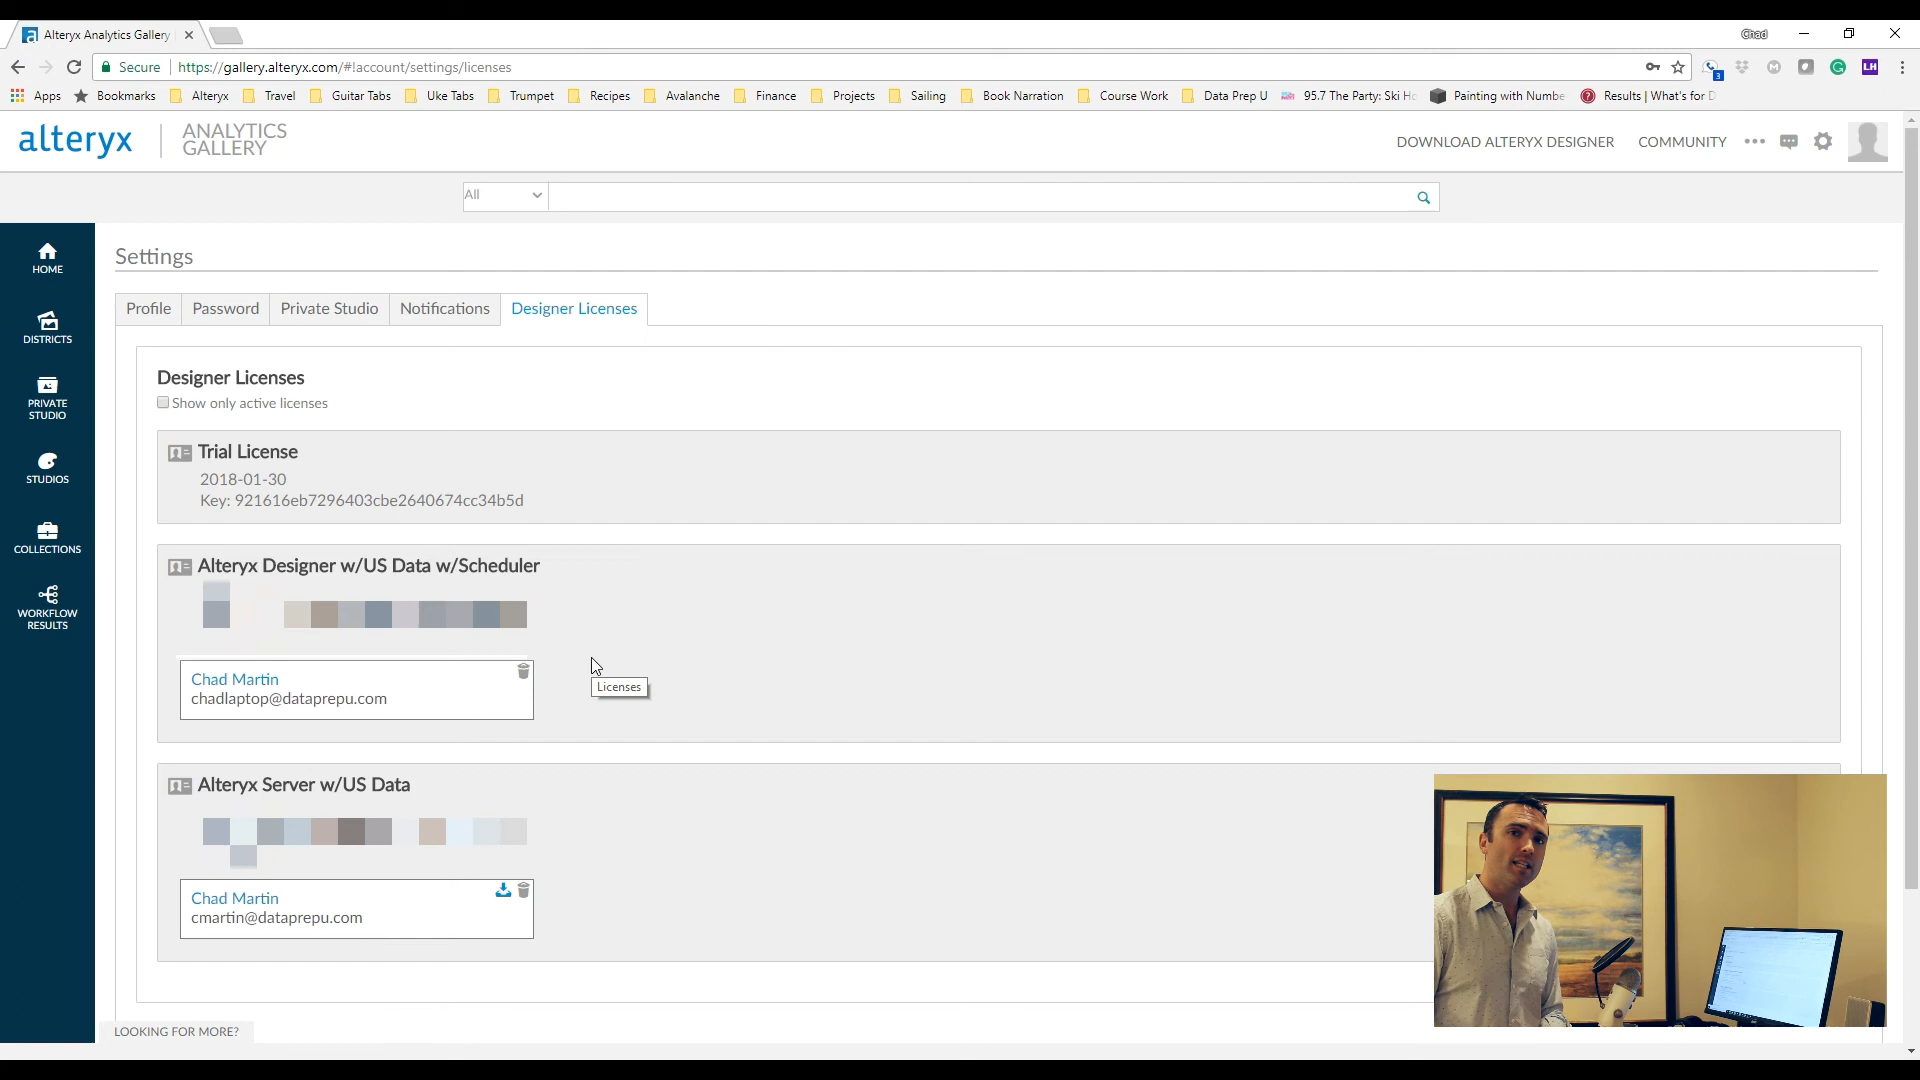 Alteryx Analytics Gallery
Chad
Secure https://gallery.alteryx.com/#!account/settings/licenses
3
LH
Apps Bookmarks Alteryx Travel Guitar Tabs Uke Tabs Trumpet Recipes Avalanche Finance Projects Sailing Book Narration Course Work Data Prep U 95.7 The Party: Ski Painting with Numbe Results | What's for
alteryx ANALYTICS
GALLERY
DOWNLOAD ALTERYX DESIGNER COMMUNITY
All
HOME
DISTRICTS
PRIVATE
STUDIO
STUDIOS
COLLECTIONS
WORKFLOW
RESULTS
Settings
Profile Password Private Studio Notifications Designer Licenses
Designer Licenses
Show only active licenses
Trial License
2018-01-30
Key: 921616eb7296403cbe2640674cc34b5d
Alteryx Designer w/US Data w/Scheduler
Chad Martin
chadlaptop@dataprepu.com
Licenses
Alteryx Server w/US Data
Chad Martin
cmartin@dataprepu.com
LOOKING FOR MORE?